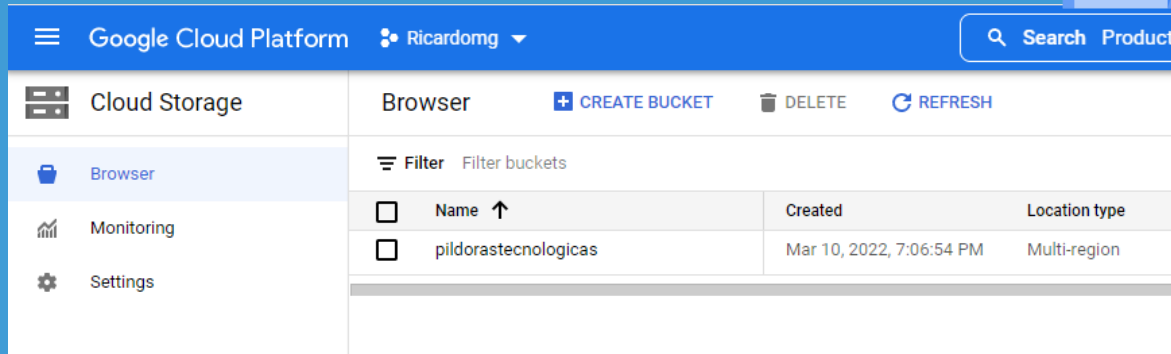 Google Cloud Platform Ricardomg Search Product
Cloud Storage
Browser CREATE BUCKET DELETE REFRESH
Browser
Monitoring
Settings
Filter Filter buckets
Name Created Location type
pildorastecnologicas Mar 10, 2022, 7:06:54 PM Multi-region